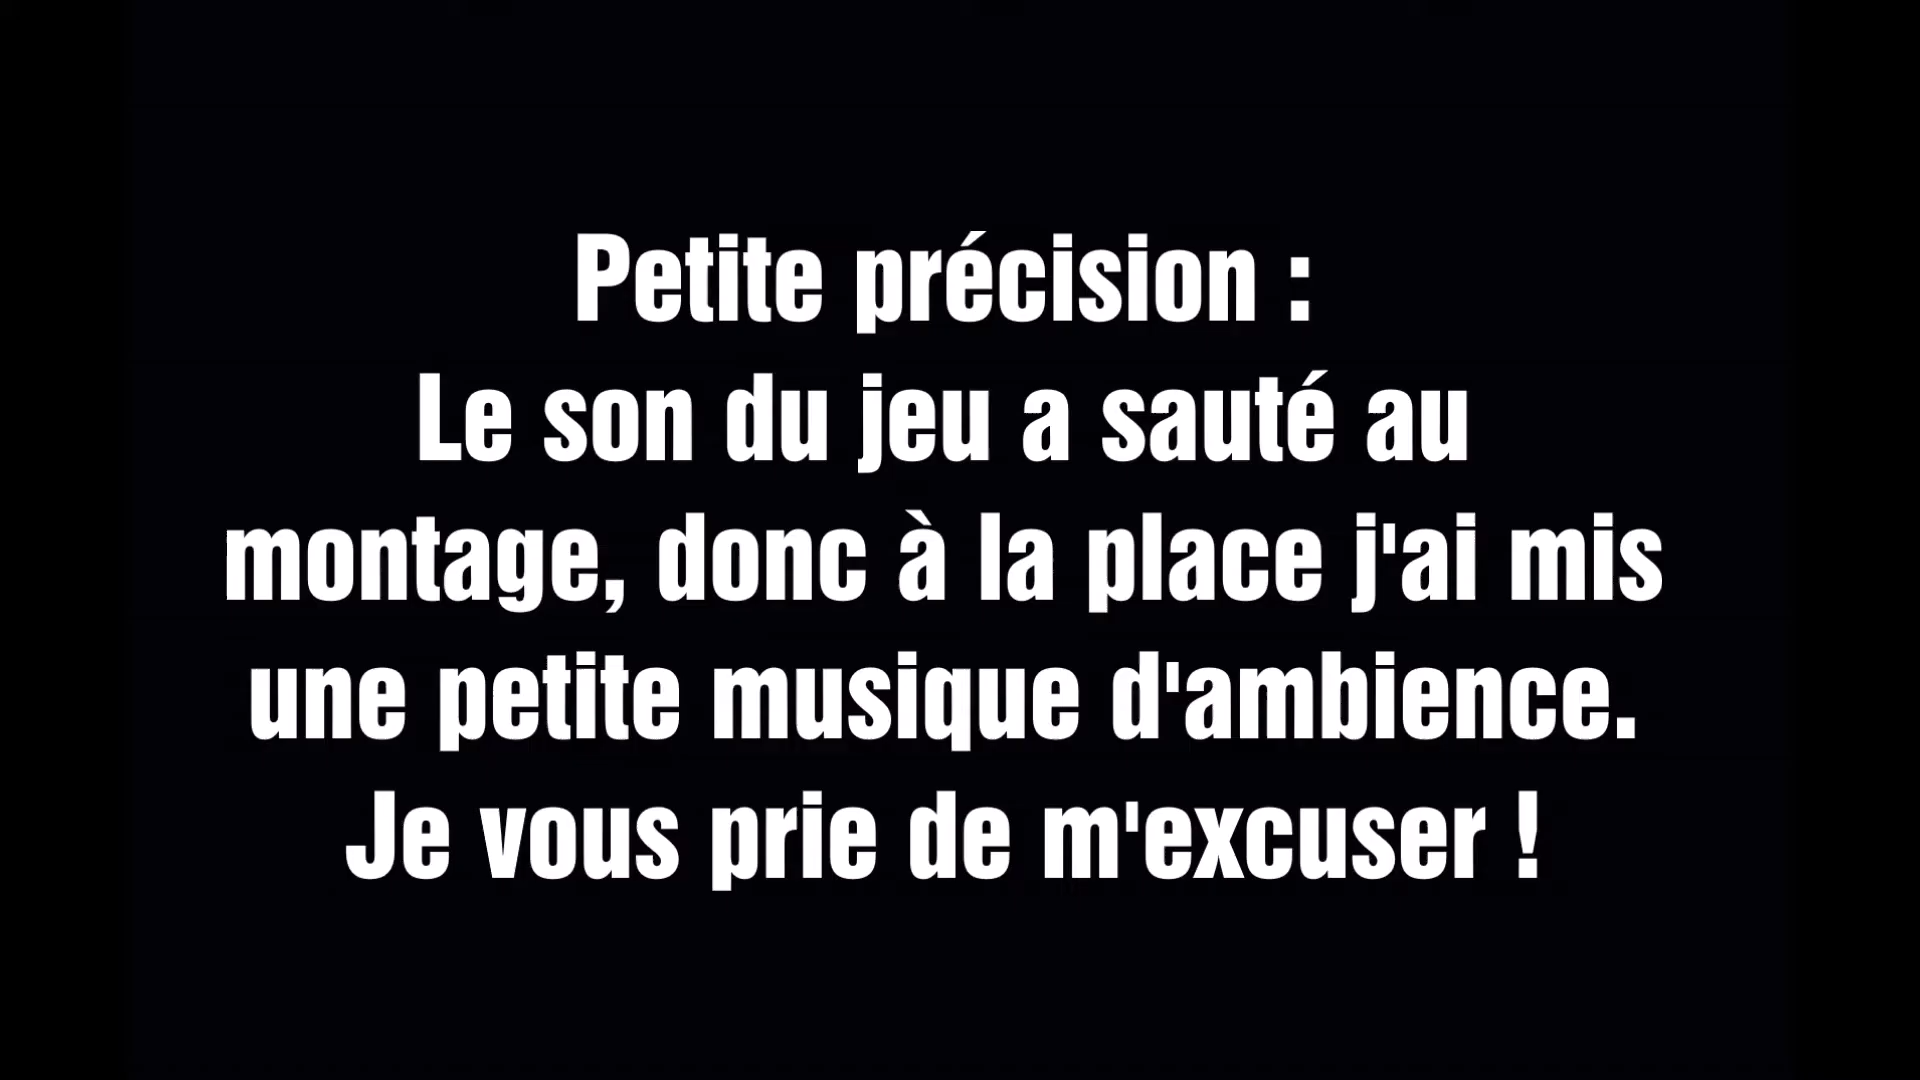 Petite précision :
Le son du jeu a sauté au
montage, donc à la place j'ai mis
une petite musique d'ambience.
Je vous prie de m'excuser !